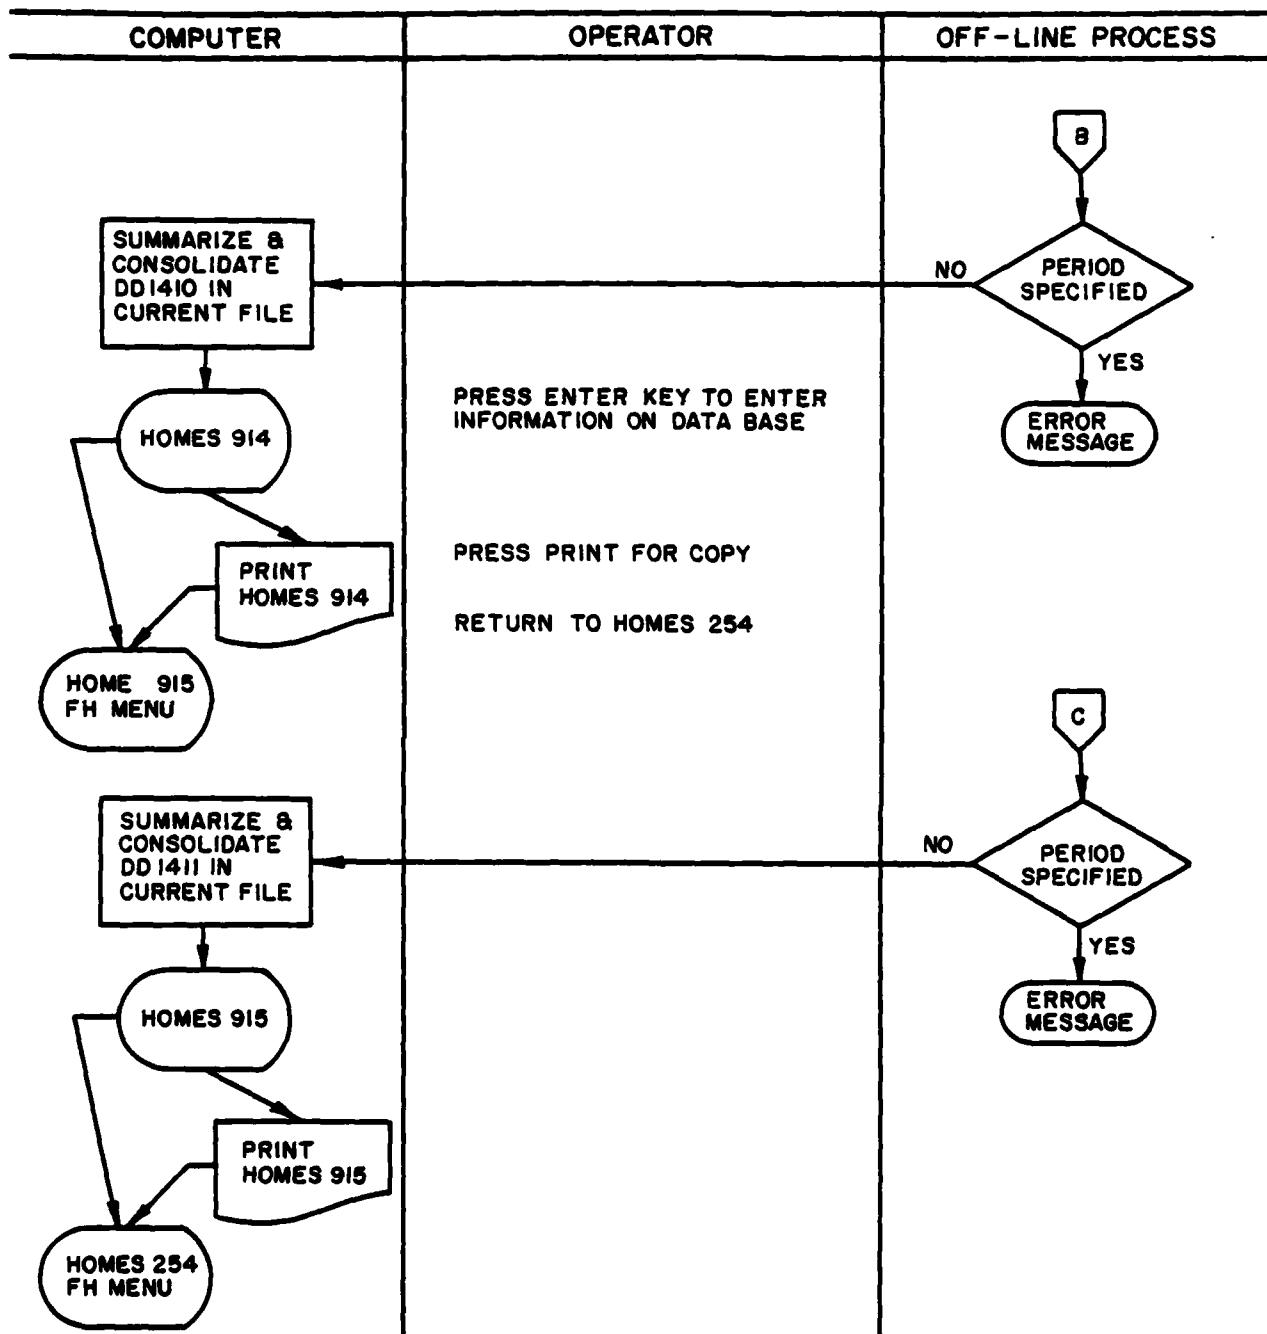 COMPUTER
OPERATOR
OFF-LINE PROCESS
B
PERIOD
SPECIFIED
NO
YES
ERROR
MESSAGE
SUMMARIZE &
CONSOLIDATE
DD1410 IN
CURRENT FILE
HOMES 914
PRINT
HOMES 914
HOME 915
FH MENU
PRESS ENTER KEY TO ENTER
INFORMATION ON DATA BASE
PRESS PRINT FOR COPY
RETURN TO HOMES 254
C
PERIOD
SPECIFIED
NO
YES
ERROR
MESSAGE
SUMMARIZE &
CONSOLIDATE
DD 1411 IN
CURRENT FILE
HOMES 915
PRINT
HOMES 915
HOMES 254
FH MENU